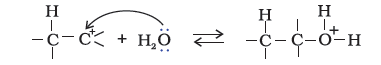 H H H
– C – C + + H₂O ⇌ – C – C – O + – H